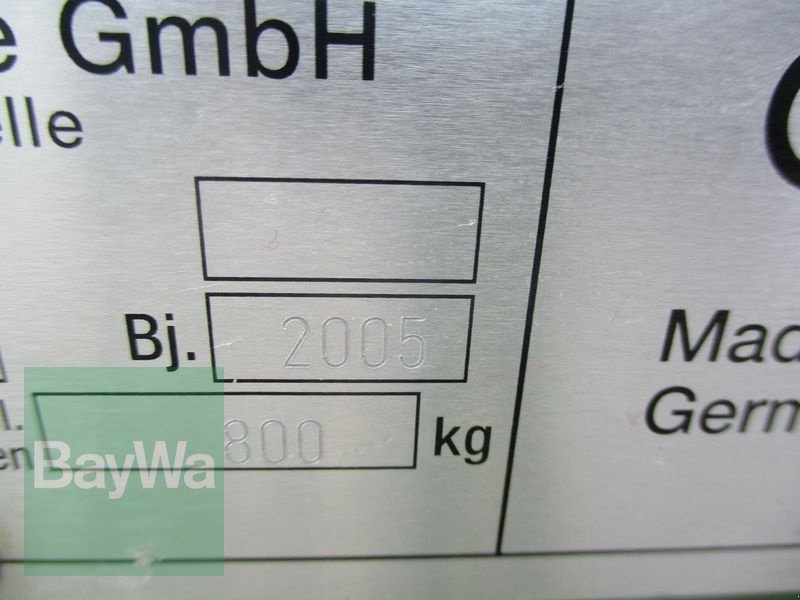 GmbH
elle
Bj. 2005
800 kg
BayWa
Mad
Germ